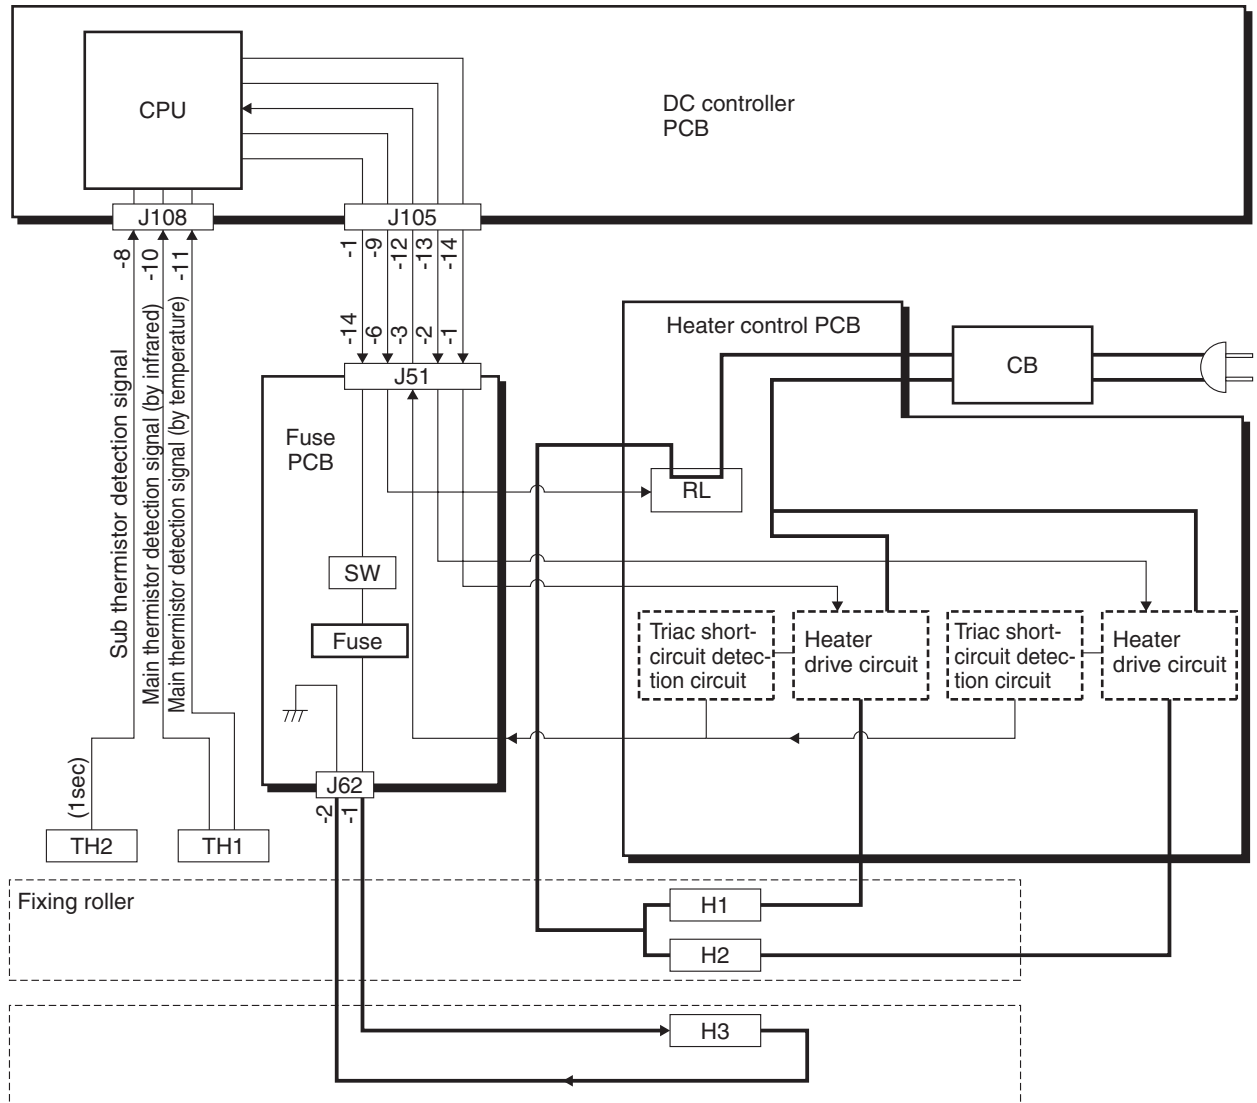 CPU
DC controller
PCB
J108
J105
-8
-10
-11
-1
-9
-12
-13
-14
Sub thermistor detection signal
Main thermistor detection signal (by infrared)
Main thermistor detection signal (by temperature)
-14
-6
-3
-2
-1
J51
Heater control PCB
CB
Fuse
PCB
RL
SW
Fuse
Triac short-
circuit detec-
tion circuit
Heater
drive circuit
Triac short-
circuit detec-
tion circuit
Heater
drive circuit
J62
-2
-1
(1sec)
TH2
TH1
Fixing roller
H1
H2
H3